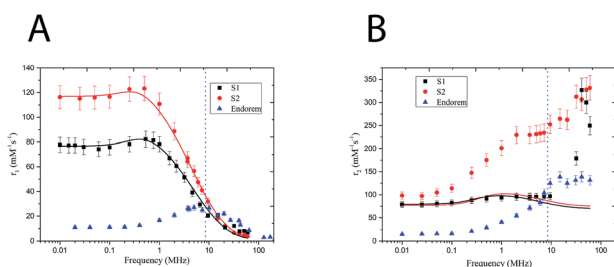 A
B
r₁ (mM⁻¹s⁻¹)
140
120
100
80
60
40
20
0
S1
S2
Endorem
0.01
0.1
1
10
100
Frequency (MHz)
r₂ (mM⁻¹s⁻¹)
350
300
250
200
150
100
50
0
S1
S2
Endorem
0.01
0.1
1
10
100
Frequency (MHz)